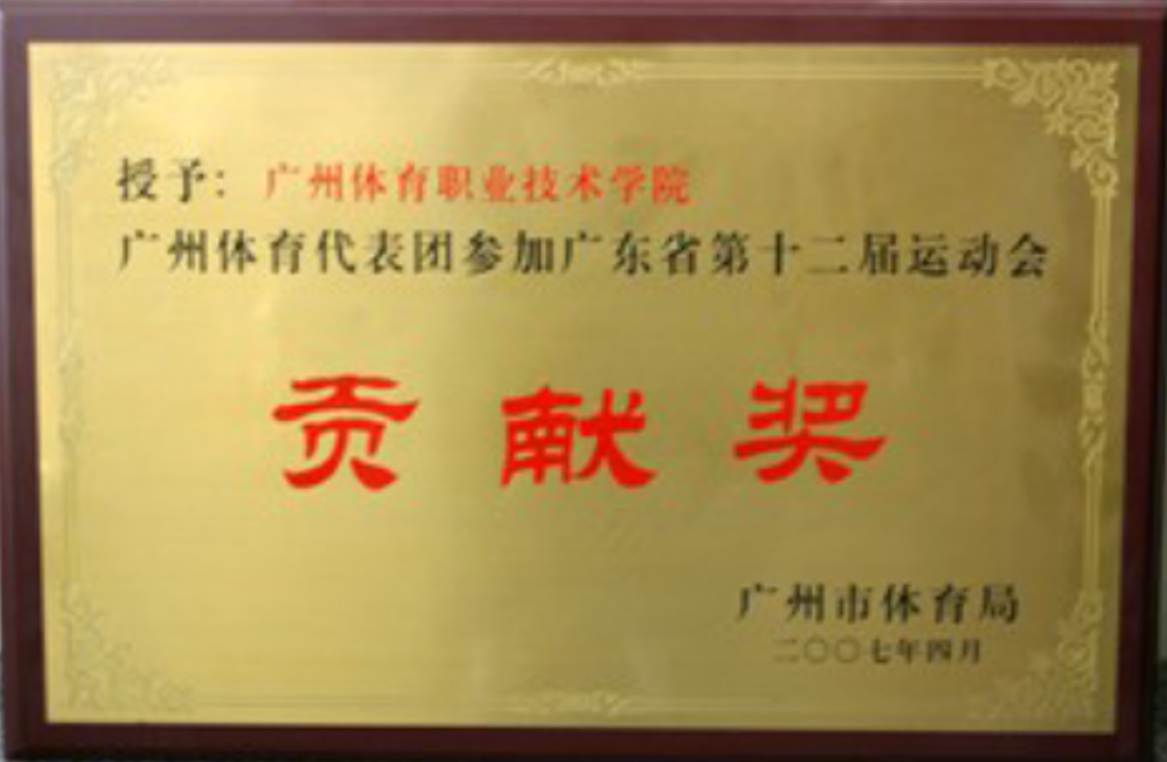 授予：广州体育职业技术学院
广州体育代表团参加广东省第十二届运动会
贡献奖
广州市体育局
二〇〇七年四月